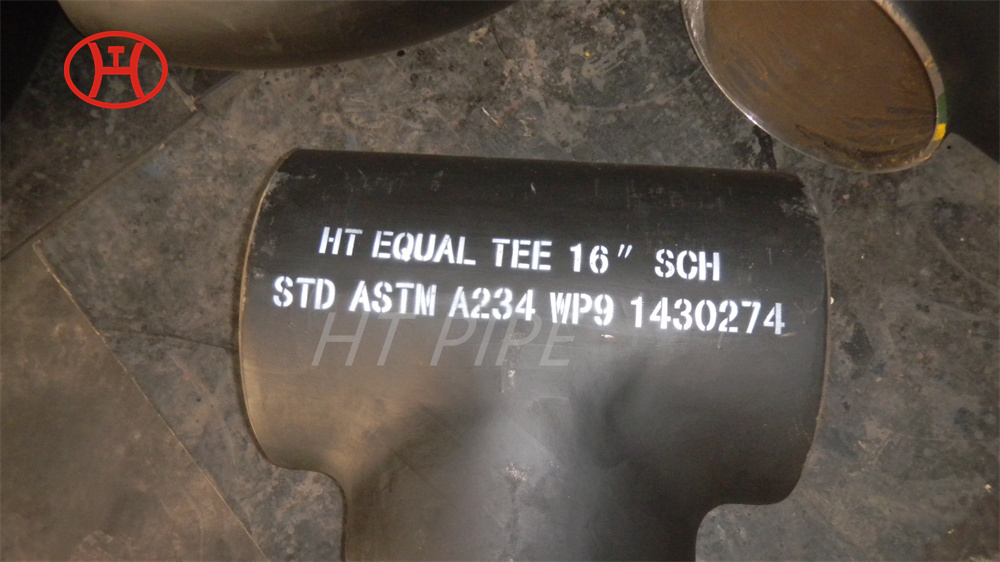 HT EQUAL TEE 16" SCH
STD ASTM A234 WP9 1430274
HT PIPE